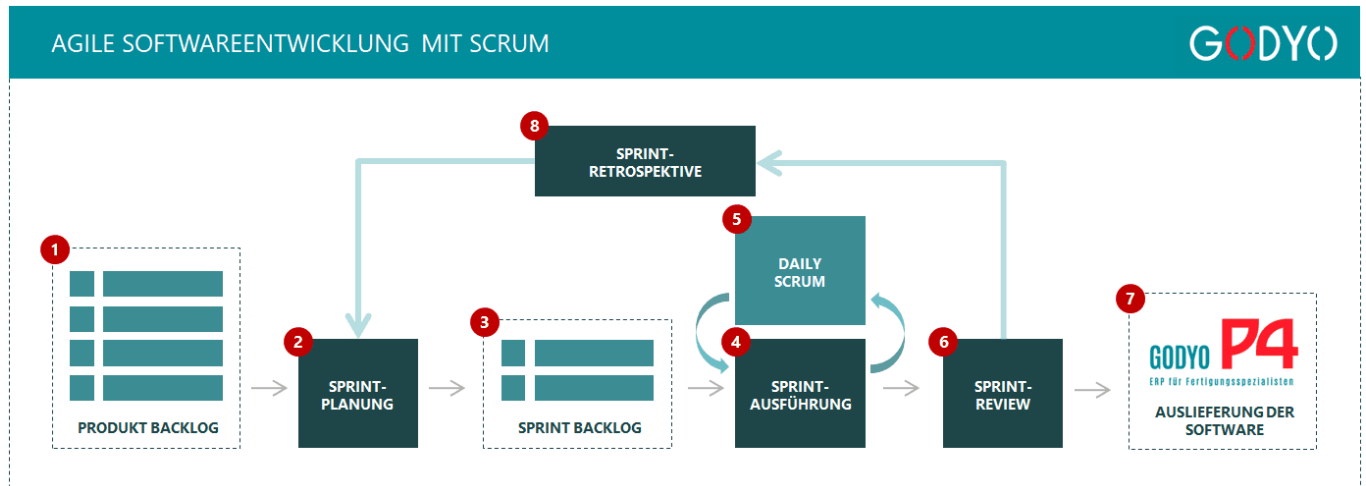 AGILE SOFTWAREENTWICKLUNG MIT SCRUM
GODYO
8
SPRINT-
RETROSPEKTIVE
5
DAILY
SCRUM
1
PRODUKT BACKLOG
2
SPRINT-
PLANUNG
3
SPRINT BACKLOG
4
SPRINT-
AUSFÜHRUNG
6
SPRINT-
REVIEW
7
GODYO P4
ERP für Fertigungsspezialisten
AUSLIEFERUNG DER
SOFTWARE